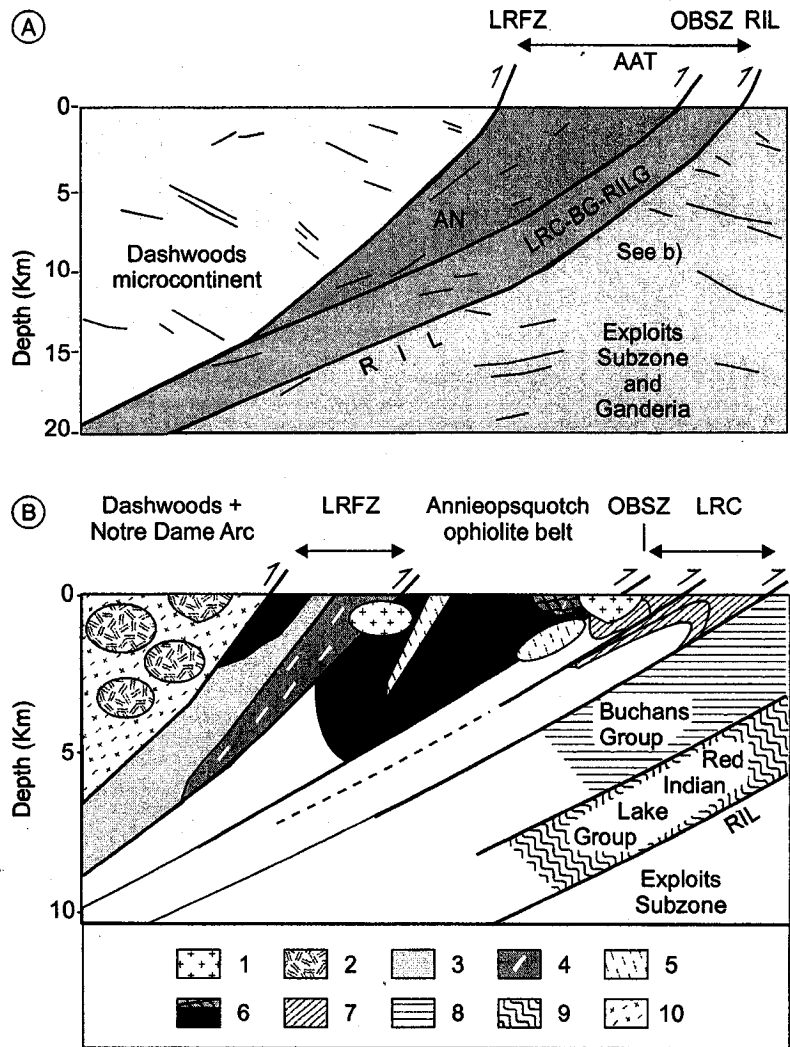 A
LRFZ
OBSZ RIL
AAT
0-
5-
10-
15-
20-
Depth (Km)
Dashwoods
microcontinent
AN
LRC-BG-RILG
See b)
R I L
Exploits
Subzone
and
Ganderia
B
Dashwoods +
Notre Dame Arc
LRFZ
Annieopsquotch
ophiolite belt
OBSZ
LRC
0-
5-
10-
Depth (Km)
Buchans
Group
Red
Indian
Lake
Group
RIL
Exploits
Subzone
1 2 3 4 5
6 7 8 9 10